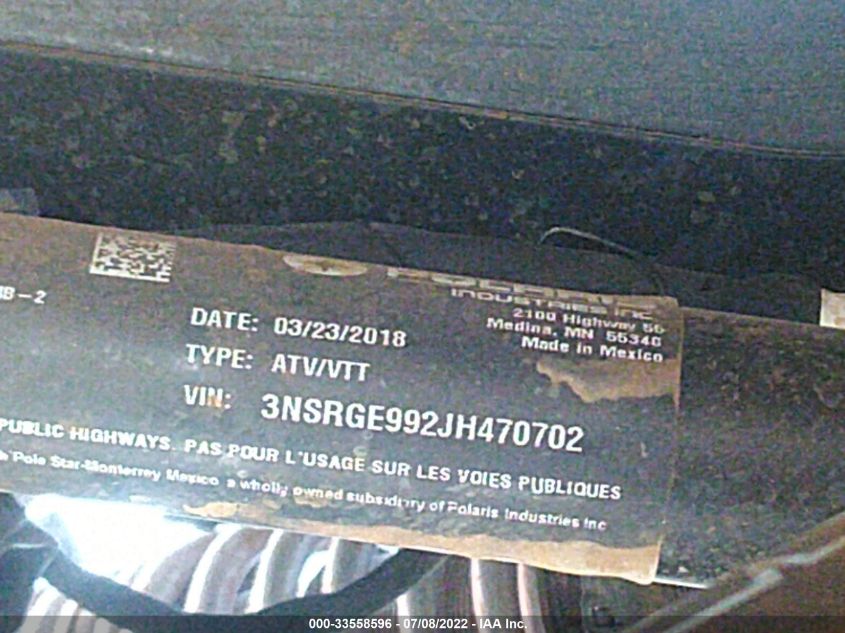 POLARIS
INDUSTRIES INC.
2100 Highway 55
Medina, MN 55340
Made in Mexico
-2
DATE: 03/23/2018
TYPE: ATV/VTT
VIN: 3NSRGE992JH470702
PUBLIC HIGHWAYS. PAS POUR L'USAGE SUR LES VOIES PUBLIQUES
Pole Star-Monterrey Mexico a wholly owned subsidiary of Polaris Industries Inc
000-33558596 - 07/08/2022 - IAA Inc.